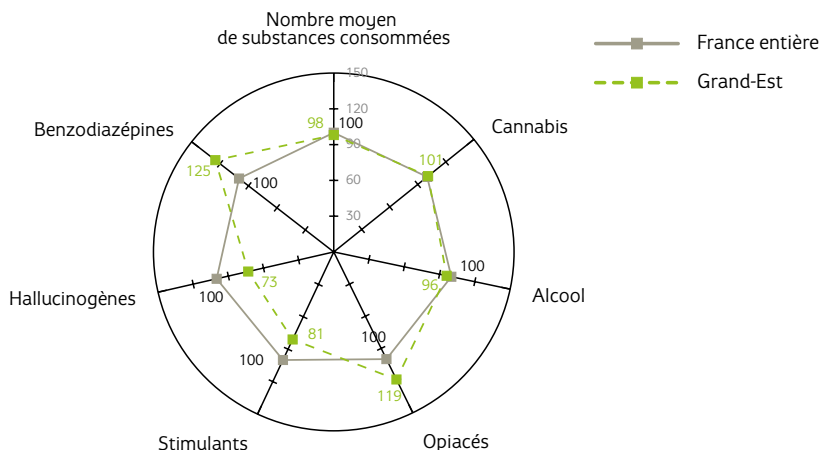 Nombre moyen
de substances consommées
France entière
Grand-Est
150
120
98
100
90
60
30
Benzodiazépines
125
100
Cannabis
101
Hallucinogènes
100
73
Alcool
100
96
Stimulants
100
81
Opiacés
100
119